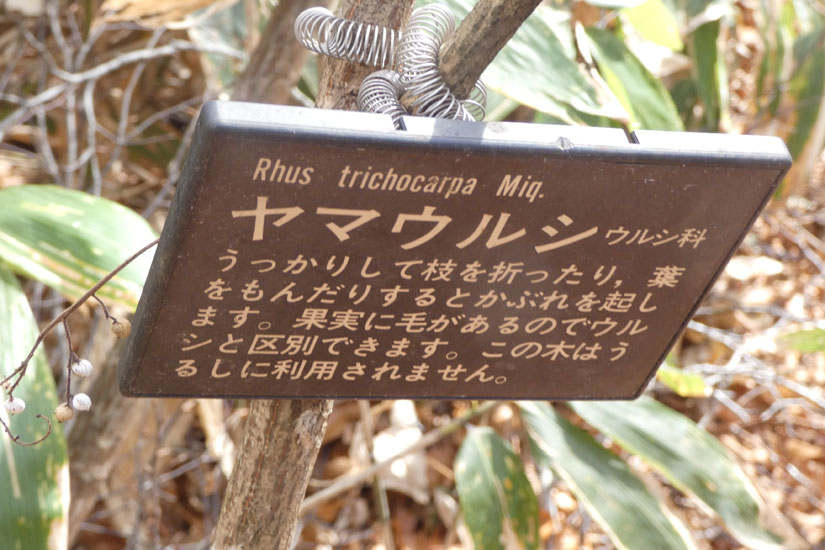 Rhus trichocarpa Miq.
ヤマウルシ ウルシ科
うっかりして枝を折ったり,葉
をもんだりするとかぶれを起し
ます。果実に毛があるのでウル
シと区別できます。この木はう
るしに利用されません。